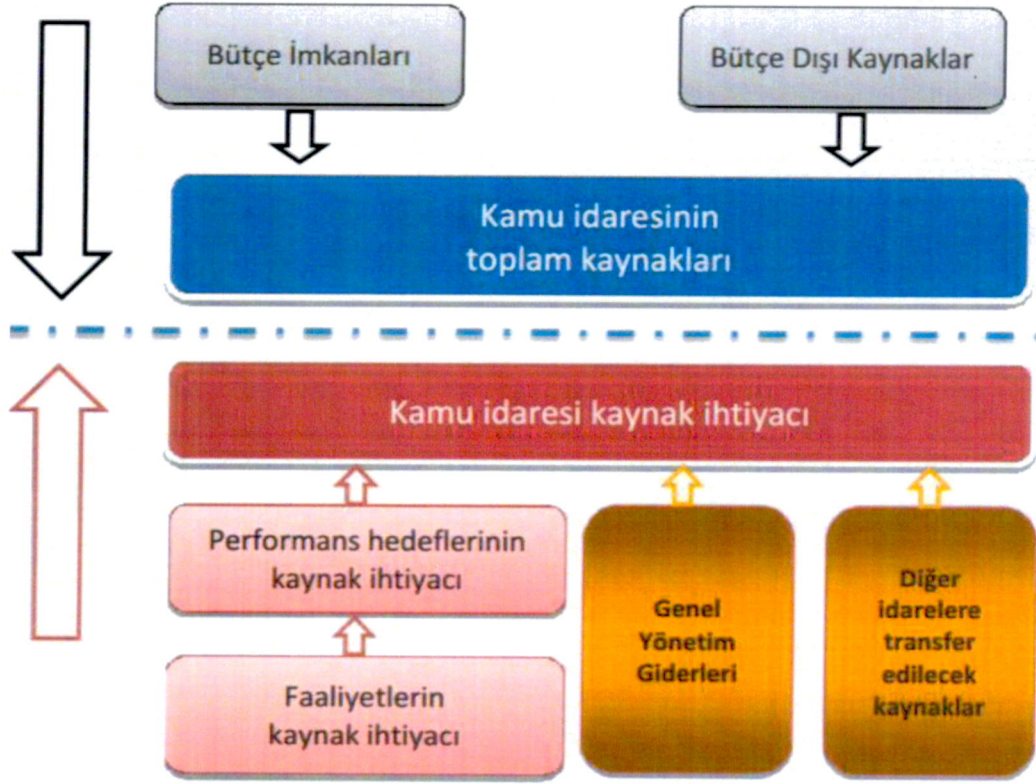 Bütçe İmkanları
Bütçe Dışı Kaynaklar
Kamu idaresinin
toplam kaynakları
Kamu idaresi kaynak ihtiyacı
Performans hedeflerinin
kaynak ihtiyacı
Faaliyetlerin
kaynak ihtiyacı
Genel
Yönetim
Giderleri
Diğer
idarelere
transfer
edilecek
kaynaklar